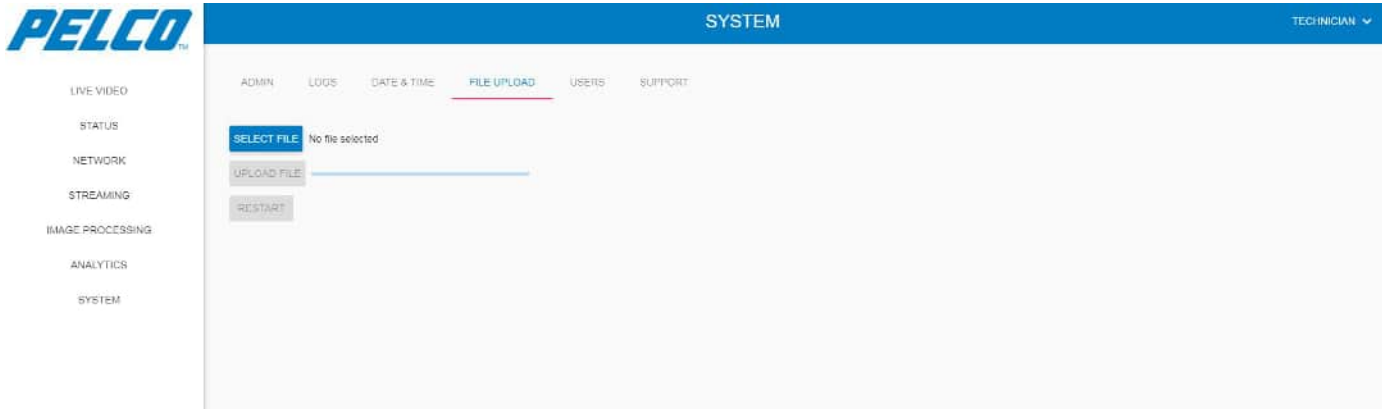 PELCO™
SYSTEM
TECHNICIAN
LIVE VIDEO
STATUS
NETWORK
STREAMING
IMAGE PROCESSING
ANALYTICS
SYSTEM
ADMIN LOGS DATE & TIME FILE UPLOAD USERS SUPPORT
SELECT FILE No file selected
UPLOAD FILE
RESTART